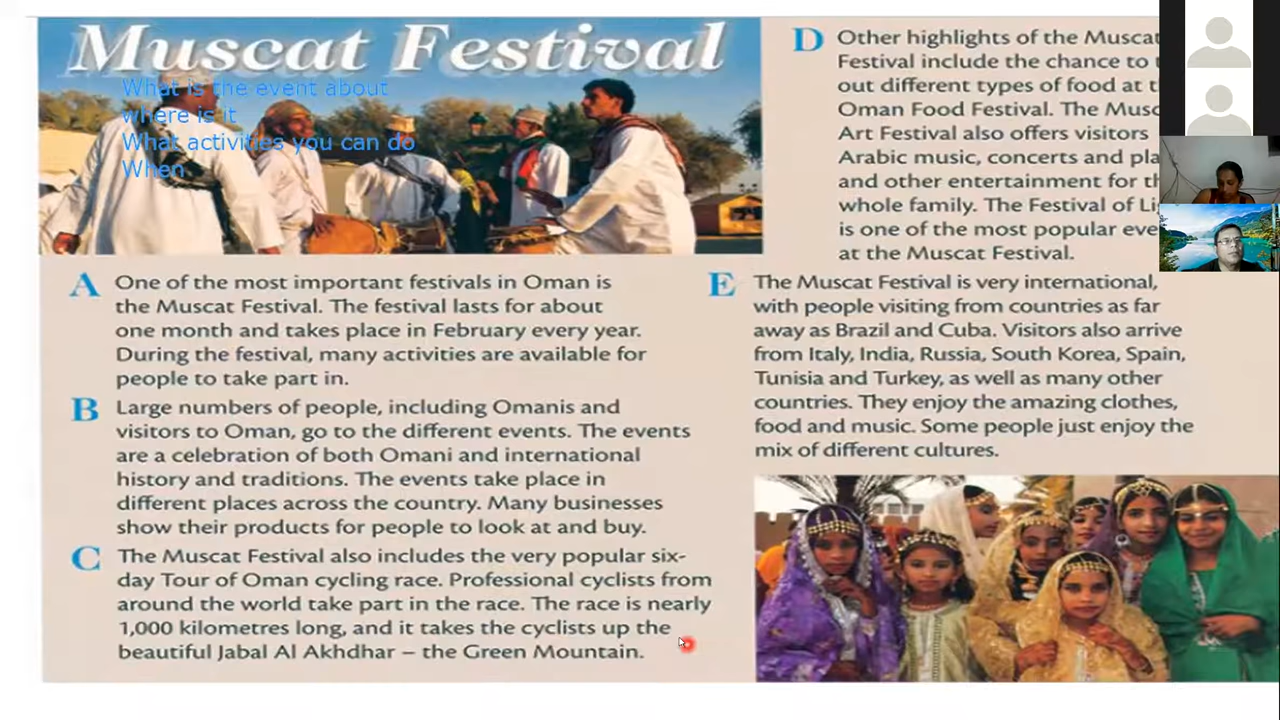 Muscat Festival
What is the event about
where is it
What activities you can do
When
A One of the most important festivals in Oman is
the Muscat Festival. The festival lasts for about
one month and takes place in February every year.
During the festival, many activities are available for
people to take part in.
B Large numbers of people, including Omanis and
visitors to Oman, go to the different events. The events
are a celebration of both Omani and international
history and traditions. The events take place in
different places across the country. Many businesses
show their products for people to look at and buy.
C The Muscat Festival also includes the very popular six-
day Tour of Oman cycling race. Professional cyclists from
around the world take part in the race. The race is nearly
1,000 kilometres long, and it takes the cyclists up the
beautiful Jabal Al Akhdhar – the Green Mountain.
D Other highlights of the Muscat
Festival include the chance to
out different types of food at
Oman Food Festival. The
Art Festival also offers visitors
Arabic music, concerts and
and other entertainment for
whole family. The Festival of
is one of the most popular
at the Muscat Festival.
E The Muscat Festival is very international,
with people visiting from countries as far
away as Brazil and Cuba. Visitors also arrive
from Italy, India, Russia, South Korea, Spain,
Tunisia and Turkey, as well as many other
countries. They enjoy the amazing clothes,
food and music. Some people just enjoy the
mix of different cultures.